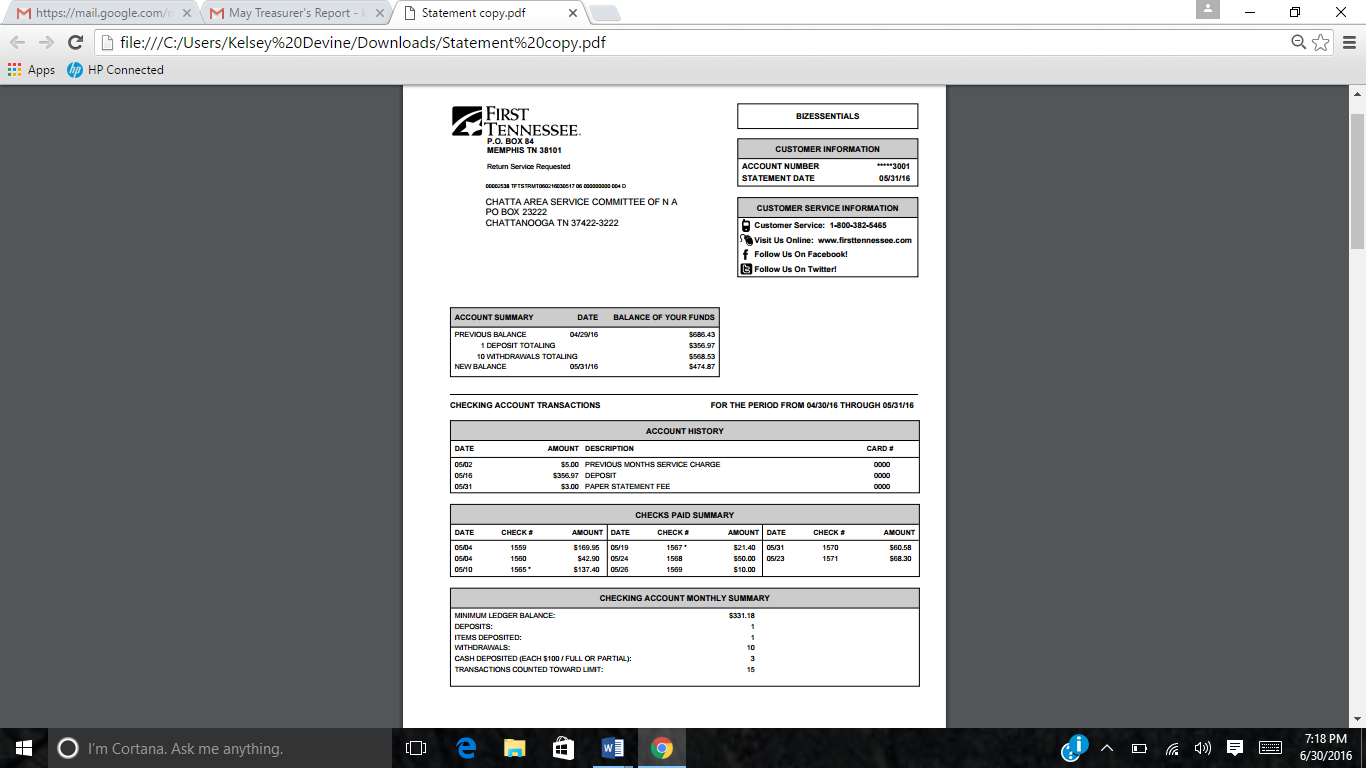 https://mail.google.com/
May Treasurer's Report -
Statement copy.pdf
file:///C:/Users/Kelsey%20Devine/Downloads/Statement%20copy.pdf
Apps HP Connected
FIRST
TENNESSEE.
P.O. BOX 84
MEMPHIS TN 38101
Return Service Requested
00002538 TFTSTRMT060216030517 06 000000000 004 D
CHATTA AREA SERVICE COMMITTEE OF N A
PO BOX 23222
CHATTANOOGA TN 37422-3222
BIZESSENTIALS
CUSTOMER INFORMATION
ACCOUNT NUMBER *****3001
STATEMENT DATE 05/31/16
CUSTOMER SERVICE INFORMATION
Customer Service: 1-800-382-5465
Visit Us Online: www.firsttennessee.com
Follow Us On Facebook!
Follow Us On Twitter!
ACCOUNT SUMMARY DATE BALANCE OF YOUR FUNDS
PREVIOUS BALANCE 04/29/16 $686.43
1 DEPOSIT TOTALING $356.97
10 WITHDRAWALS TOTALING $568.53
NEW BALANCE 05/31/16 $474.87
CHECKING ACCOUNT TRANSACTIONS FOR THE PERIOD FROM 04/30/16 THROUGH 05/31/16
ACCOUNT HISTORY
DATE AMOUNT DESCRIPTION CARD #
05/02 $5.00 PREVIOUS MONTHS SERVICE CHARGE 0000
05/16 $356.97 DEPOSIT 0000
05/31 $3.00 PAPER STATEMENT FEE 0000
CHECKS PAID SUMMARY
DATE CHECK # AMOUNT DATE CHECK # AMOUNT DATE CHECK # AMOUNT
05/04 1559 $169.95 05/19 1567 * $21.40 05/31 1570 $60.58
05/04 1560 $42.90 05/24 1568 $50.00 05/23 1571 $68.30
05/10 1565 * $137.40 05/26 1569 $10.00
CHECKING ACCOUNT MONTHLY SUMMARY
MINIMUM LEDGER BALANCE: $331.18
DEPOSITS: 1
ITEMS DEPOSITED: 1
WITHDRAWALS: 10
CASH DEPOSITED (EACH $100 / FULL OR PARTIAL): 3
TRANSACTIONS COUNTED TOWARD LIMIT: 15
I'm Cortana. Ask me anything.
7:18 PM
6/30/2016